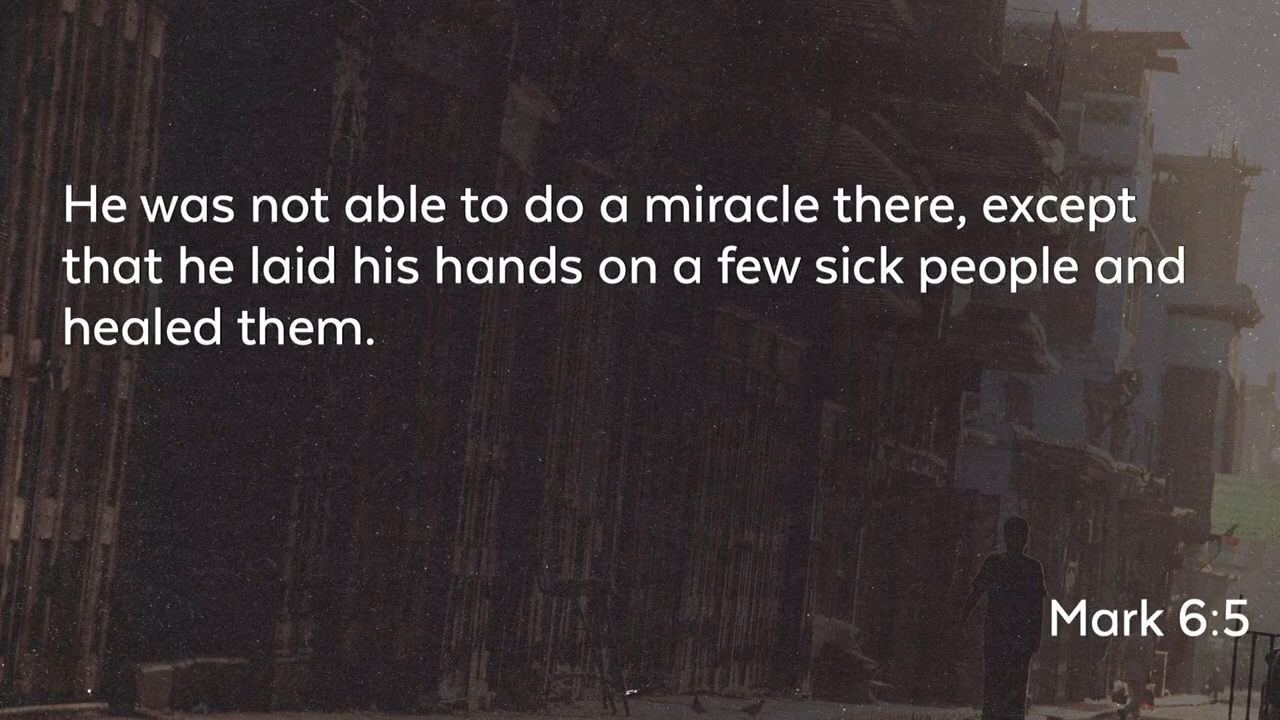 He was not able to do a miracle there, except
that he laid his hands on a few sick people and
healed them.
Mark 6:5